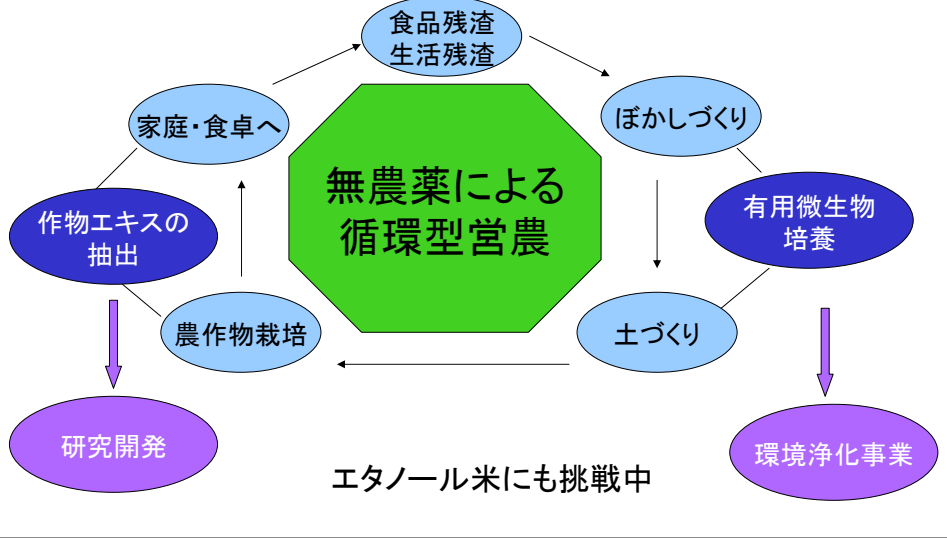 食品残渣
生活残渣
家庭・食卓へ
ぼかしづくり
無農薬による
循環型営農
作物エキスの
抽出
有用微生物
培養
農作物栽培
土づくり
研究開発
環境浄化事業
エタノール米にも挑戦中